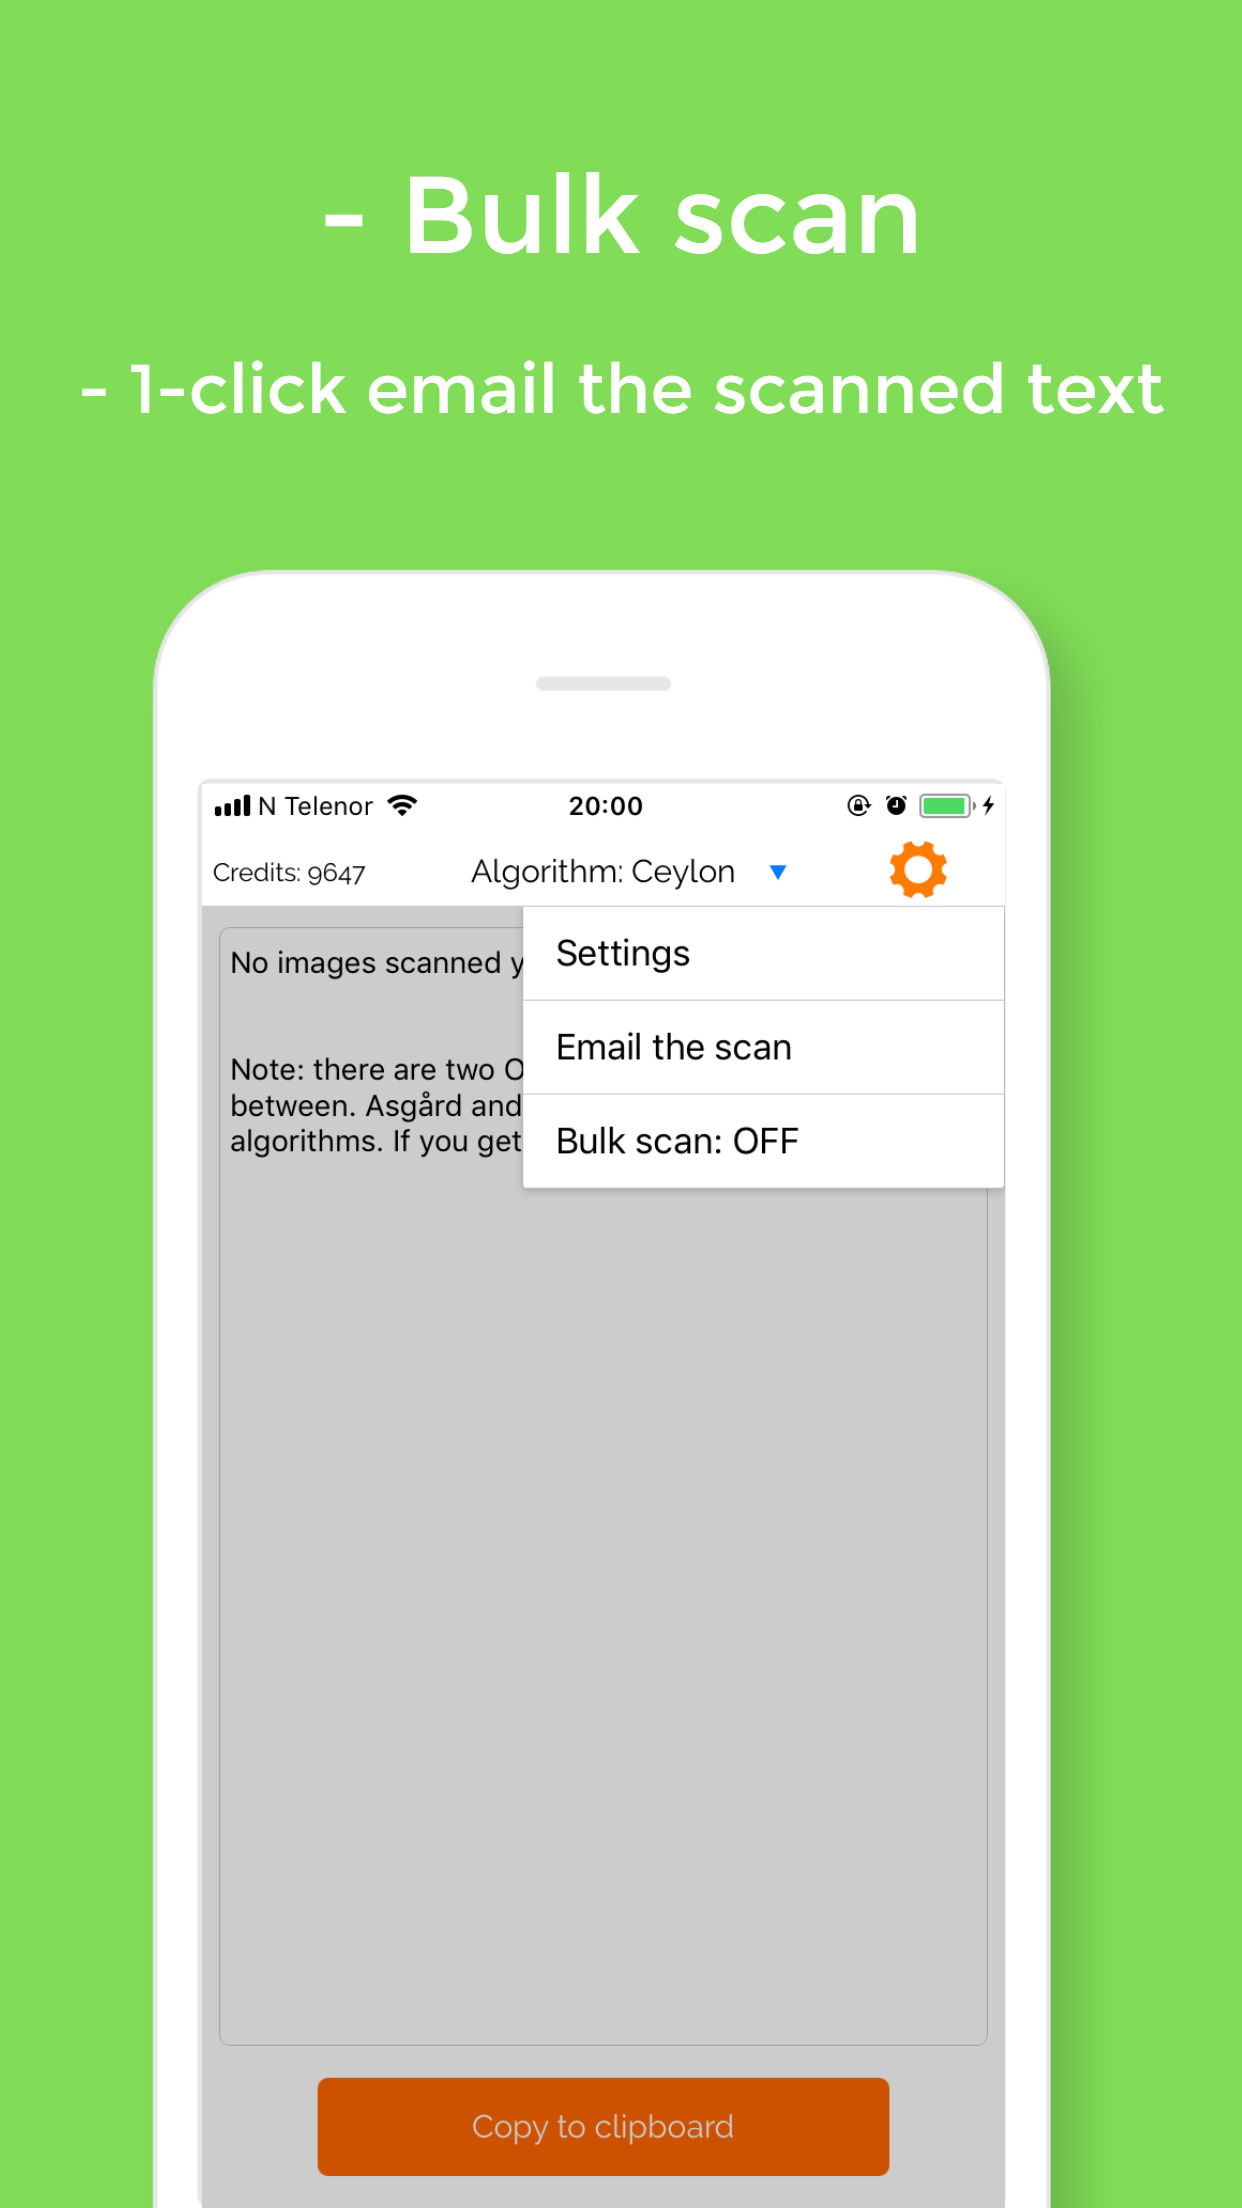 - Bulk scan
- 1-click email the scanned text
N Telenor 20:00
Credits: 9647 Algorithm: Ceylon
Settings
Email the scan
Bulk scan: OFF
No images scanned
Note: there are two
between. Asgård and
algorithms. If you get
Copy to clipboard